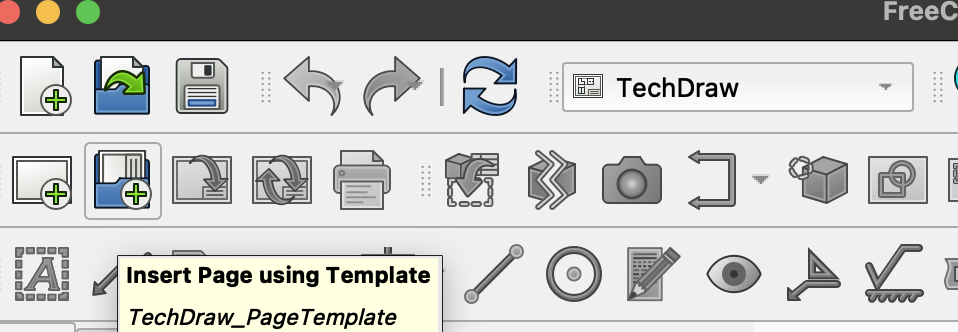 FreeC
TechDraw
A
Insert Page using Template
TechDraw_PageTemplate